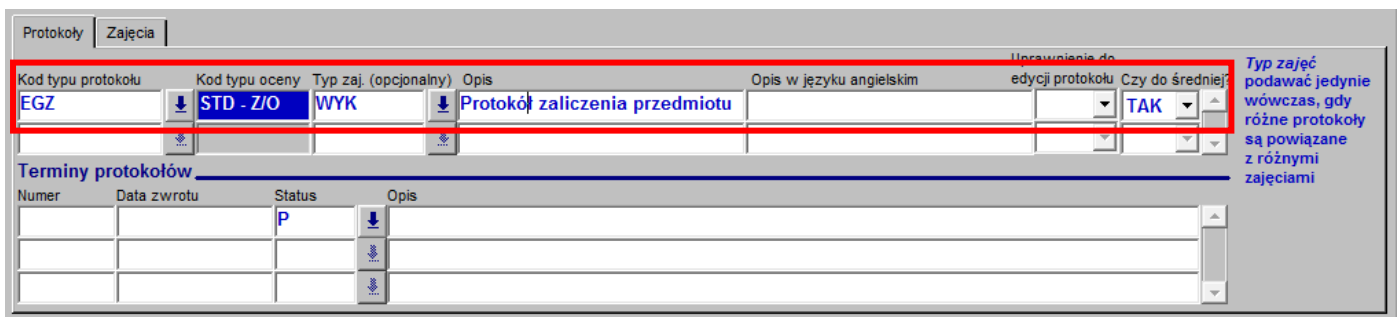 Protokoły Zajęcia
Uprawnienie do
Kod typu protokołu Kod typu oceny Typ zaj. (opcjonalny) Opis Opis w języku angielskim edycji protokołu Czy do średniej?
EGZ STD - Z/O WYK Protokół zaliczenia przedmiotu TAK
Typ zajęć
podawać jedynie
wówczas, gdy
różne protokoły
są powiązane
z różnymi
zajęciami
Terminy protokołów
Numer Data zwrotu Status Opis
P